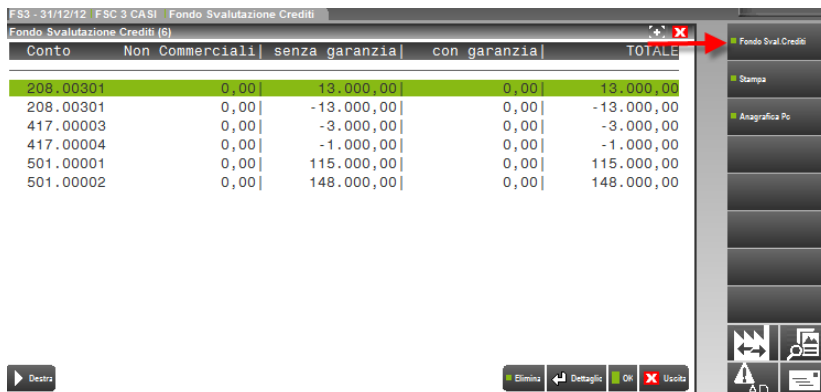 FS3 - 31/12/12 FSC 3 CASI Fondo Svalutazione Crediti
Fondo Svalutazione Crediti (6)
Conto Non Commerciali| senza garanzia| con garanzia| TOTALE
208.00301 0,00| 13.000,00| 0,00| 13.000,00
208.00301 0,00| -13.000,00| 0,00| -13.000,00
417.00003 0,00| -3.000,00| 0,00| -3.000,00
417.00004 0,00| -1.000,00| 0,00| -1.000,00
501.00001 0,00| 115.000,00| 0,00| 115.000,00
501.00002 0,00| 148.000,00| 0,00| 148.000,00
Destra
Elimina Dettaglio OK Uscita
Fondo Sval.Crediti
Stampa
Anagrafica Pc